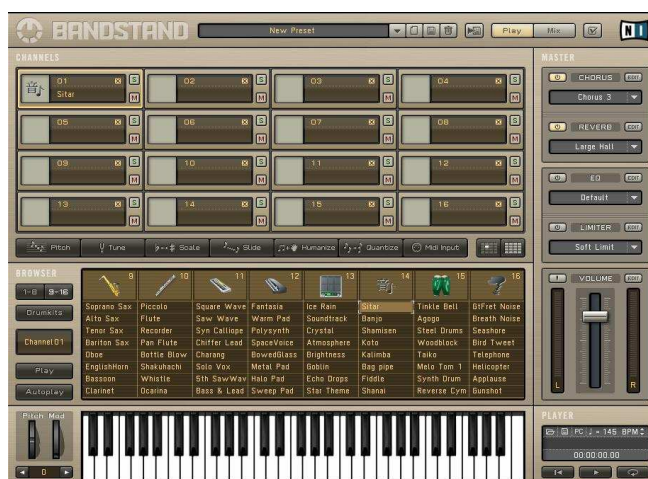 BANDSTAND New Preset Play Mix NI
CHANNELS MASTER
01 S 02 S 03 S 04 S
音 Sitar M M M M
CHORUS EDIT
Chorus 3
05 S 06 S 07 S 08 S
M M M M
REVERB EDIT
Large Hall
09 S 10 S 11 S 12 S
M M M M
EQ EDIT
Default
13 S 14 S 15 S 16 S
M M M M
LIMITER EDIT
Soft Limit
Pitch Tune Scale Slide Humanize Quantize Midi Input
BROWSER
VOLUME EDIT
L R
1-8 9-16
Drumkits
Channel01
Play
Autoplay
9 10 11 12 13 音 14 15 16
Soprano Sax Piccolo Square Wave Fantasia Ice Rain Sitar Tinkle Bell GtFret Noise
Alto Sax Flute Saw Wave Warm Pad Soundtrack Banjo Agogo Breath Noise
Tenor Sax Recorder Syn Calliope Polysynth Crystal Shamisen Steel Drums Seashore
Bariton Sax Pan Flute Chiffer Lead SpaceVoice Atmosphere Koto Woodblock Bird Tweet
Oboe Bottle Blow Charang BowedGlass Brightness Kalimba Taiko Telephone
EnglishHorn Shakuhachi Solo Vox Metal Pad Goblin Bag pipe Melo Tom 1 Helicopter
Bassoon Whistle 5th SawWav Halo Pad Echo Drops Fiddle Synth Drum Applause
Clarinet Ocarina Bass & Lead Sweep Pad Star Theme Shanai Reverse Cym Gunshot
Pitch Mod
0
PLAYER
PC ♩ = 145 BPM
00:00:00.00